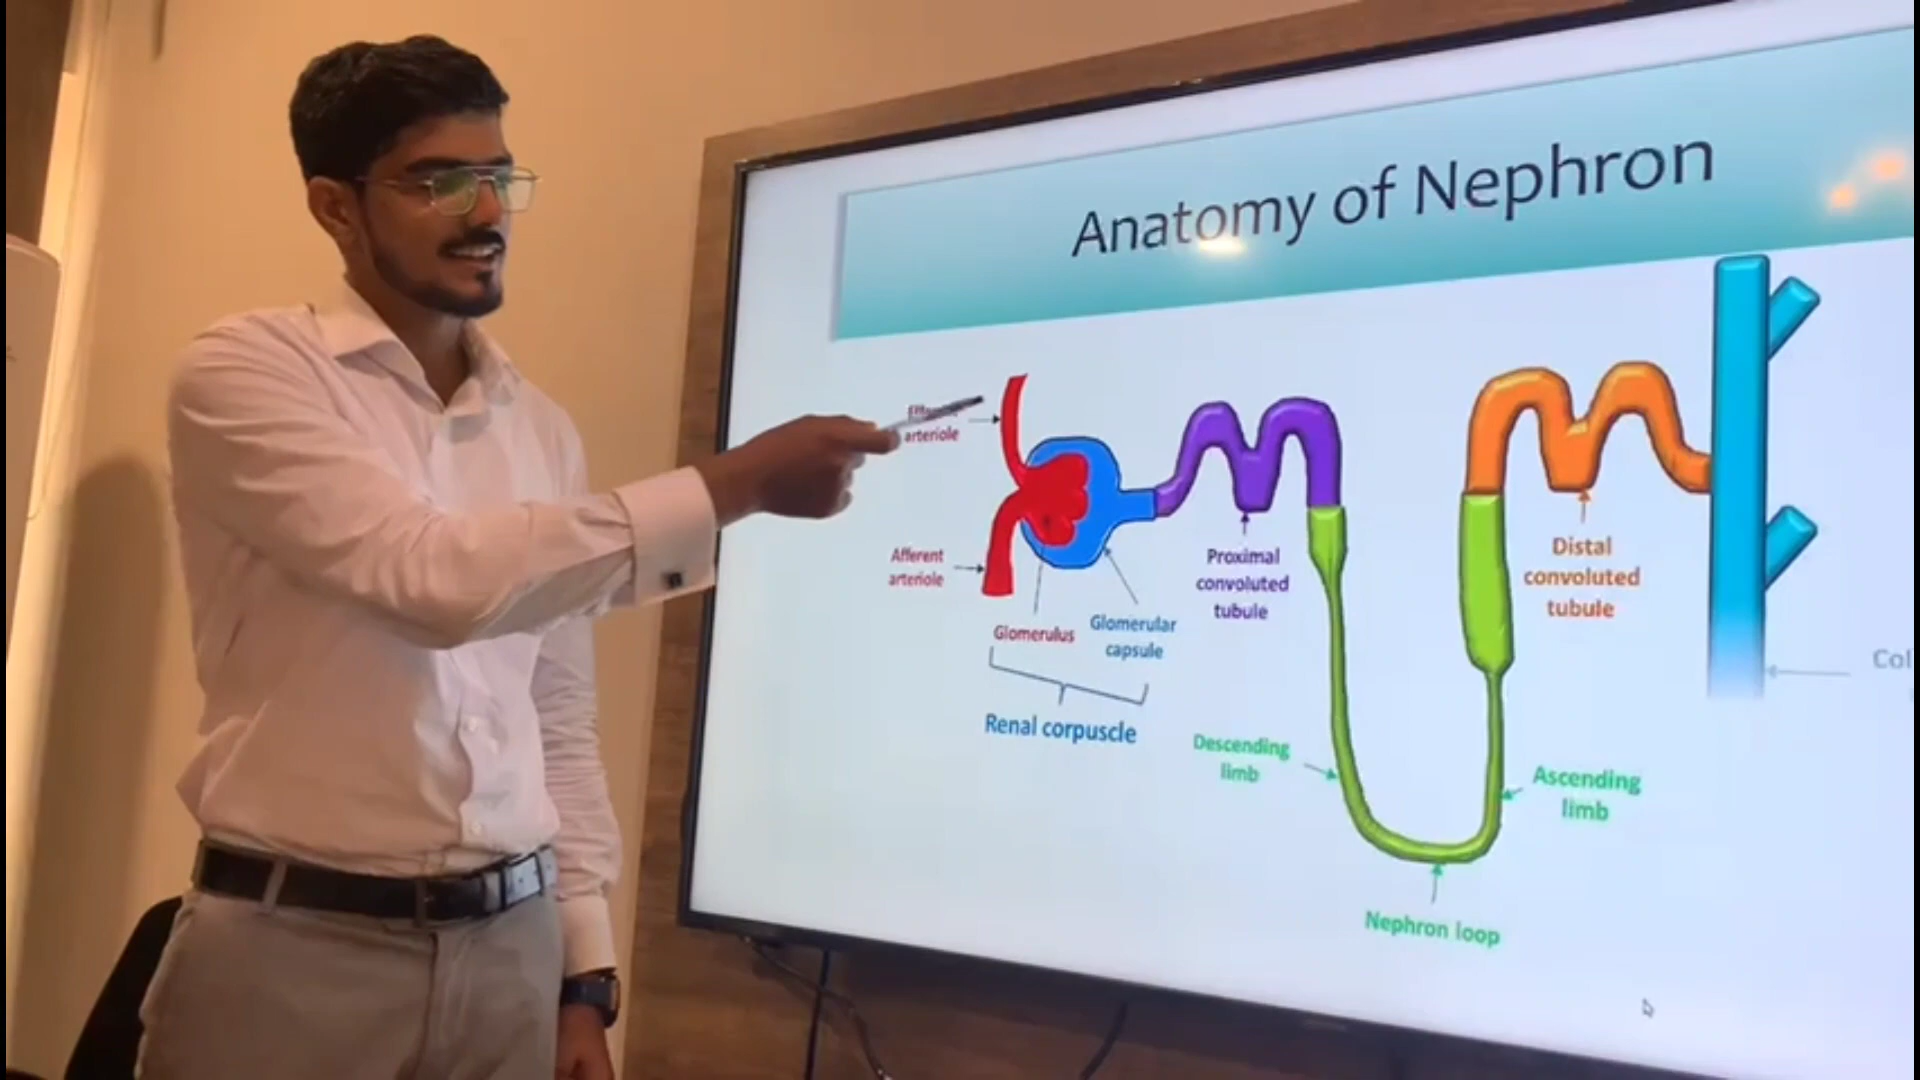 Anatomy of Nephron
arteriole
Afferent
arteriole
Glomerulus
Glomerular
capsule
Renal corpuscle
Proximal
convoluted
tubule
Descending
limb
Nephron loop
Ascending
limb
Distal
convoluted
tubule
Col